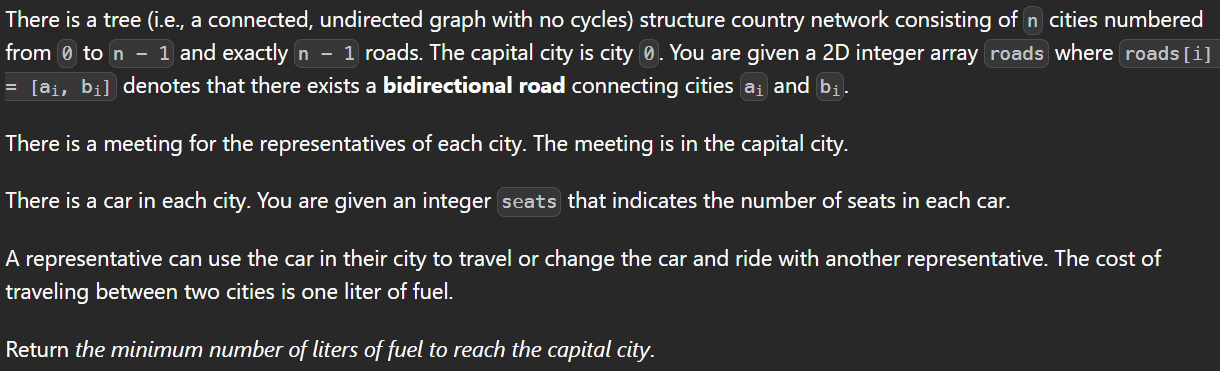 There is a tree (i.e., a connected, undirected graph with no cycles) structure country network consisting of n cities numbered
from 0 to n - 1 and exactly n - 1 roads. The capital city is city 0. You are given a 2D integer array roads where roads[i]
= [aᵢ, bᵢ] denotes that there exists a bidirectional road connecting cities aᵢ and bᵢ.
There is a meeting for the representatives of each city. The meeting is in the capital city.
There is a car in each city. You are given an integer seats that indicates the number of seats in each car.
A representative can use the car in their city to travel or change the car and ride with another representative. The cost of
traveling between two cities is one liter of fuel.
Return the minimum number of liters of fuel to reach the capital city.